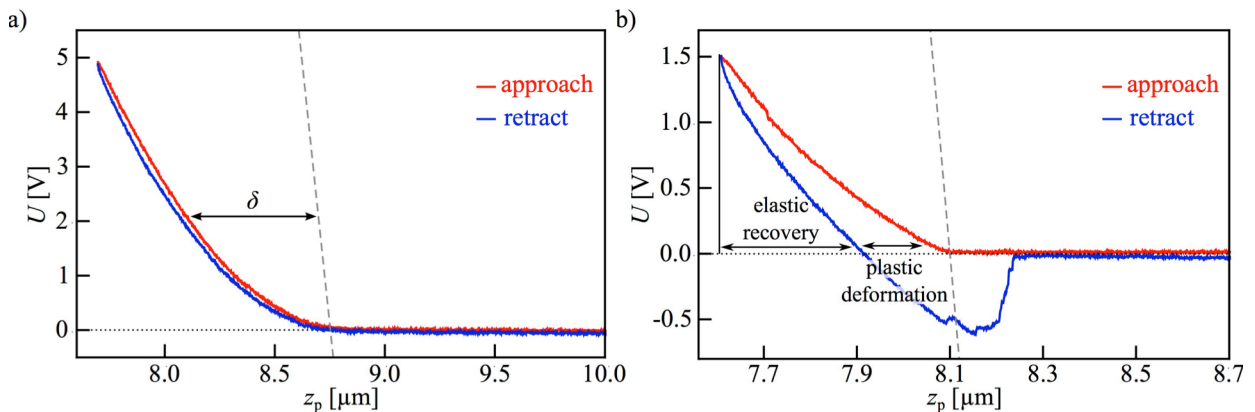 a)
U [V]
5
4
3
2
1
0
approach
retract
δ
8.0 8.5 9.0 9.5 10.0
zp [µm]
b)
U [V]
1.5
1.0
0.5
0.0
-0.5
approach
retract
elastic
recovery
plastic
deformation
7.7 7.9 8.1 8.3 8.5 8.7
zp [µm]